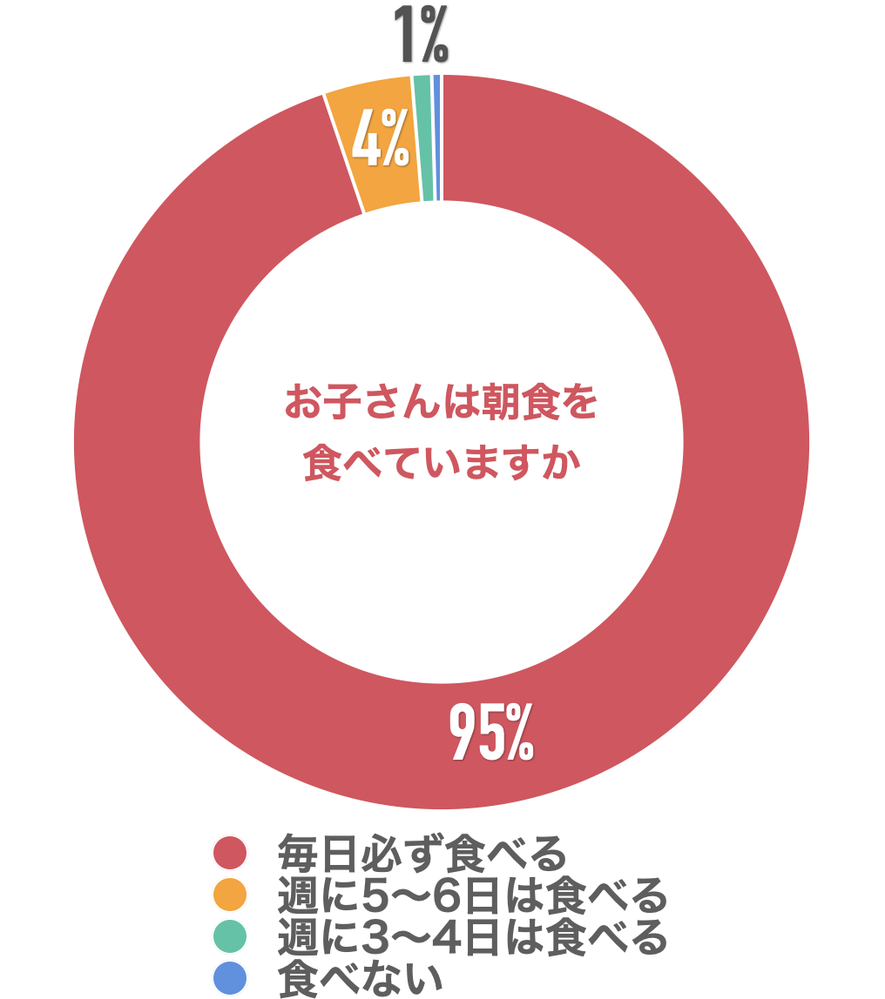 1%
4%
お子さんは朝食を
食べていますか
95%
毎日必ず食べる
週に5〜6日は食べる
週に3〜4日は食べる
食べない